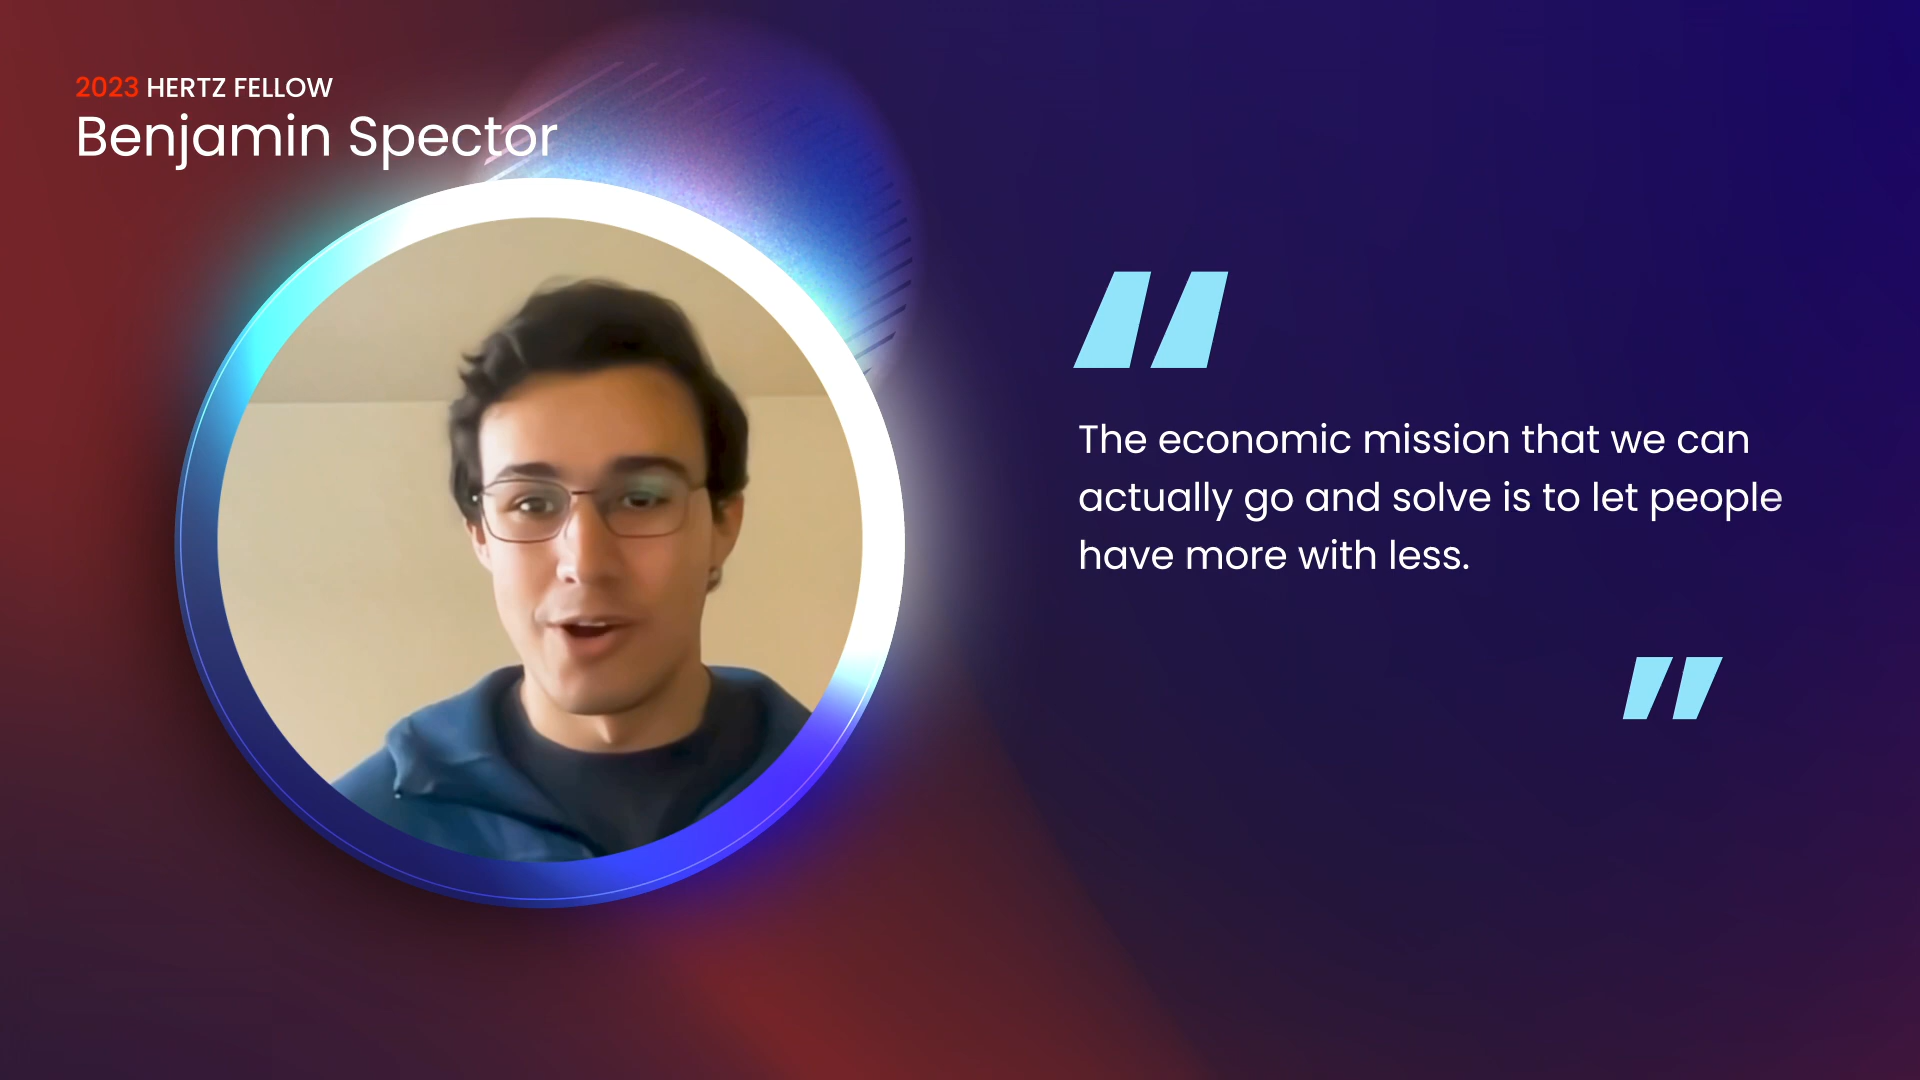 2023 HERTZ FELLOW
Benjamin Spector
"
The economic mission that we can
actually go and solve is to let people
have more with less.
"